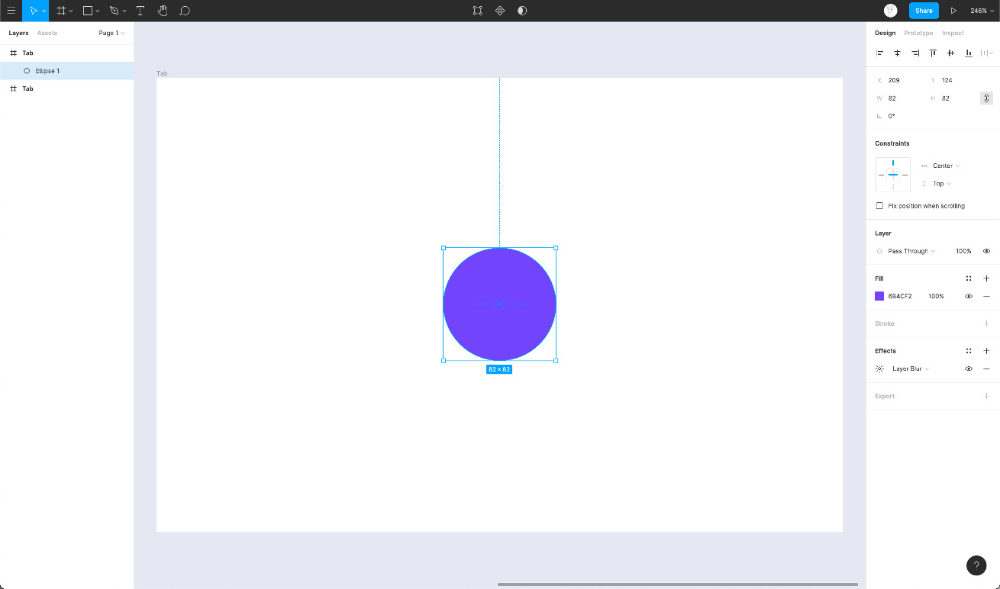 Share
246%
Layers
Assets
Page 1
Tab
Ellipse 1
Tab
Tab
82 × 82
Design
Prototype
Inspect
X 209
Y 124
W 82
H 82
0°
Constraints
Center
Top
Fix position when scrolling
Layer
Pass Through
100%
Fill
6B4CF2
100%
Stroke
Effects
Layer Blur
Export
?